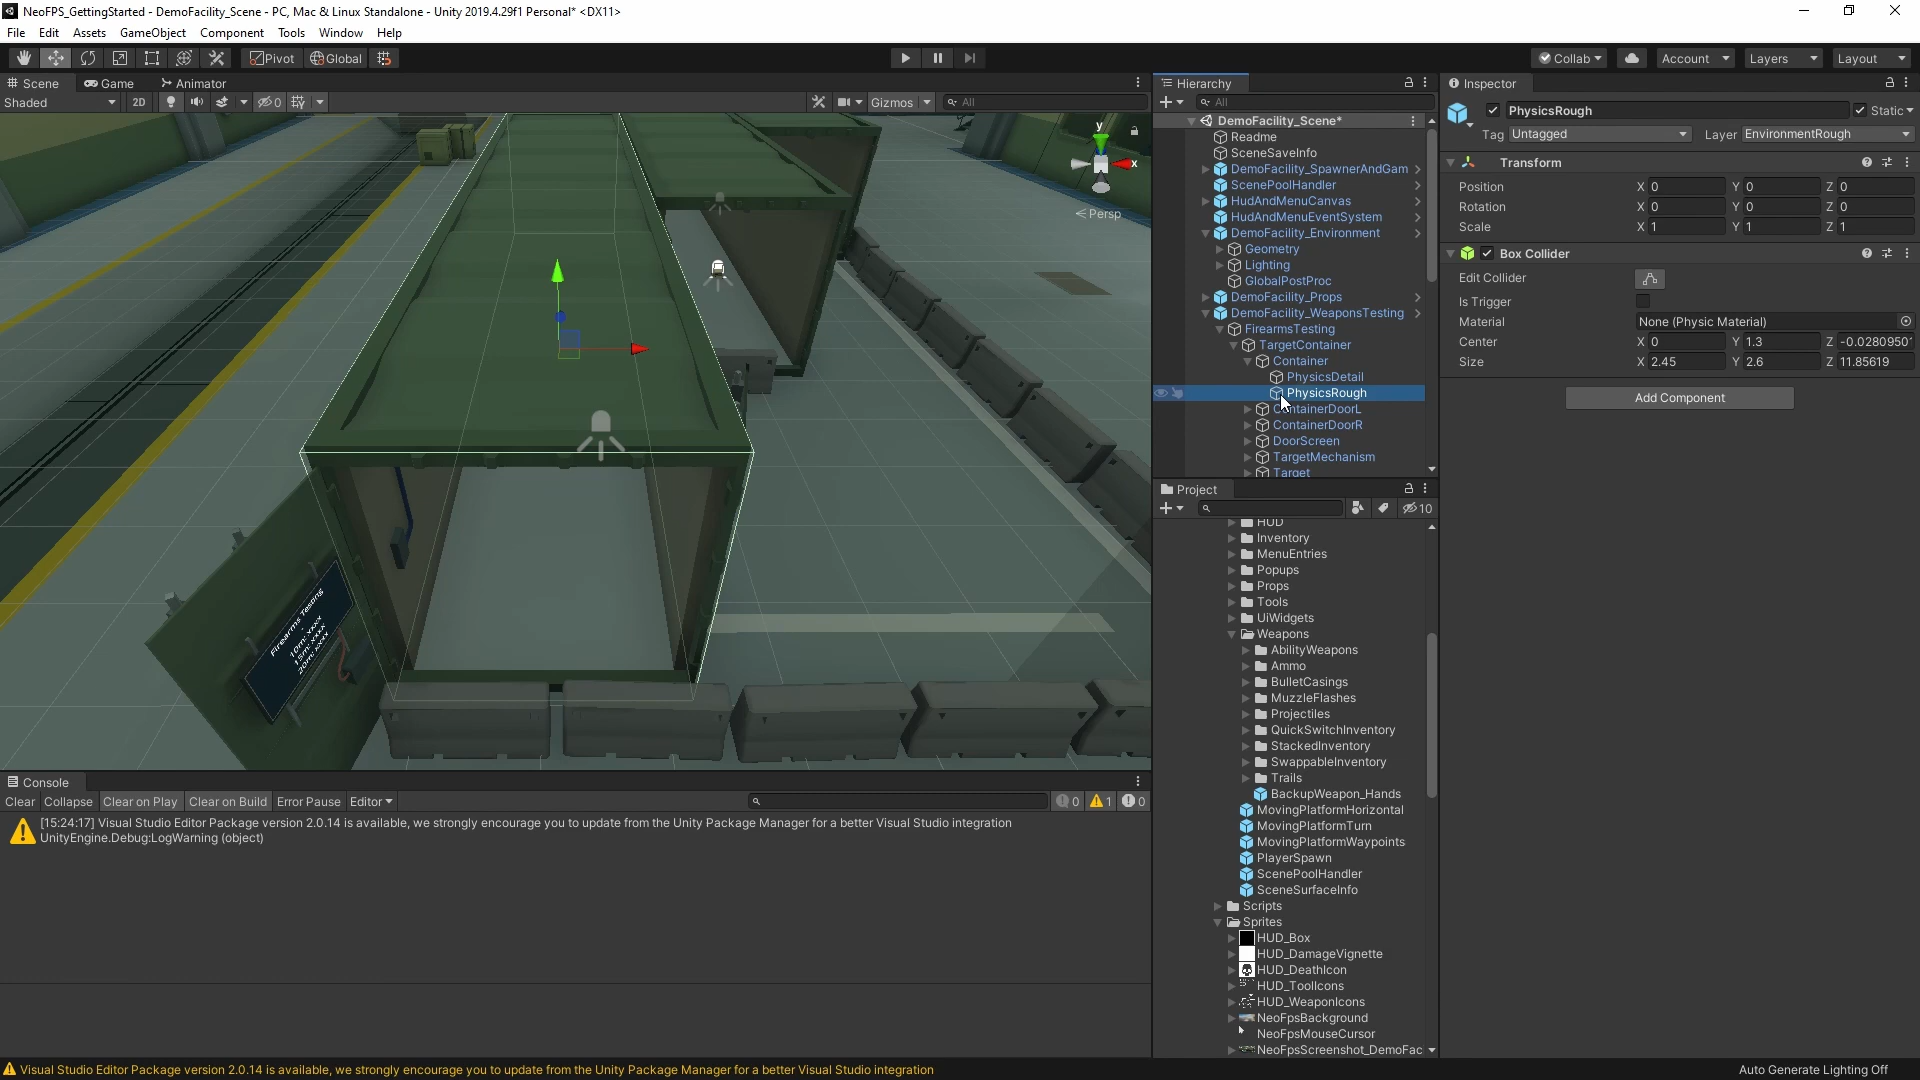 NeoFPS_GettingStarted - DemoFacility_Scene - PC, Mac & Linux Standalone - Unity 2019.4.29f1 Personal* <DX11>
File Edit Assets GameObject Component Tools Window Help
Pivot Global Collab Account Layers Layout
Scene Game Animator
Shaded 2D 0 Gizmos All
y
x
Persp
Firearms Testing
10m: xxxx
15m: xxxx
20m: xxxx
Hierarchy
All
DemoFacility_Scene*
Readme
SceneSaveInfo
DemoFacility_SpawnerAndGam
ScenePoolHandler
HudAndMenuCanvas
HudAndMenuEventSystem
DemoFacility_Environment
Geometry
Lighting
GlobalPostProc
DemoFacility_Props
DemoFacility_WeaponsTesting
FirearmsTesting
TargetContainer
Container
PhysicsDetail
PhysicsRough
ContainerDoorL
ContainerDoorR
DoorScreen
TargetMechanism
Target
Project
10
HUD
Inventory
MenuEntries
Popups
Props
Tools
UiWidgets
Weapons
AbilityWeapons
Ammo
BulletCasings
MuzzleFlashes
Projectiles
QuickSwitchInventory
StackedInventory
SwappableInventory
Trails
BackupWeapon_Hands
MovingPlatformHorizontal
MovingPlatformTurn
MovingPlatformWaypoints
PlayerSpawn
ScenePoolHandler
SceneSurfaceInfo
Scripts
Sprites
HUD_Box
HUD_DamageVignette
HUD_DeathIcon
HUD_ToolIcons
HUD_WeaponIcons
NeoFpsBackground
NeoFpsMouseCursor
NeoFpsScreenshot_DemoFac
Inspector
PhysicsRough Static
Tag Untagged Layer EnvironmentRough
Transform
Position X 0 Y 0 Z 0
Rotation X 0 Y 0 Z 0
Scale X 1 Y 1 Z 1
Box Collider
Edit Collider
Is Trigger
Material None (Physic Material)
Center X 0 Y 1.3 Z -0.0280950
Size X 2.45 Y 2.6 Z 11.85619
Add Component
Console
Clear Collapse Clear on Play Clear on Build Error Pause Editor 0 1 0
[15:24:17] Visual Studio Editor Package version 2.0.14 is available, we strongly encourage you to update from the Unity Package Manager for a better Visual Studio integration
UnityEngine.Debug:LogWarning (object)
Visual Studio Editor Package version 2.0.14 is available, we strongly encourage you to update from the Unity Package Manager for a better Visual Studio integration
Auto Generate Lighting Off